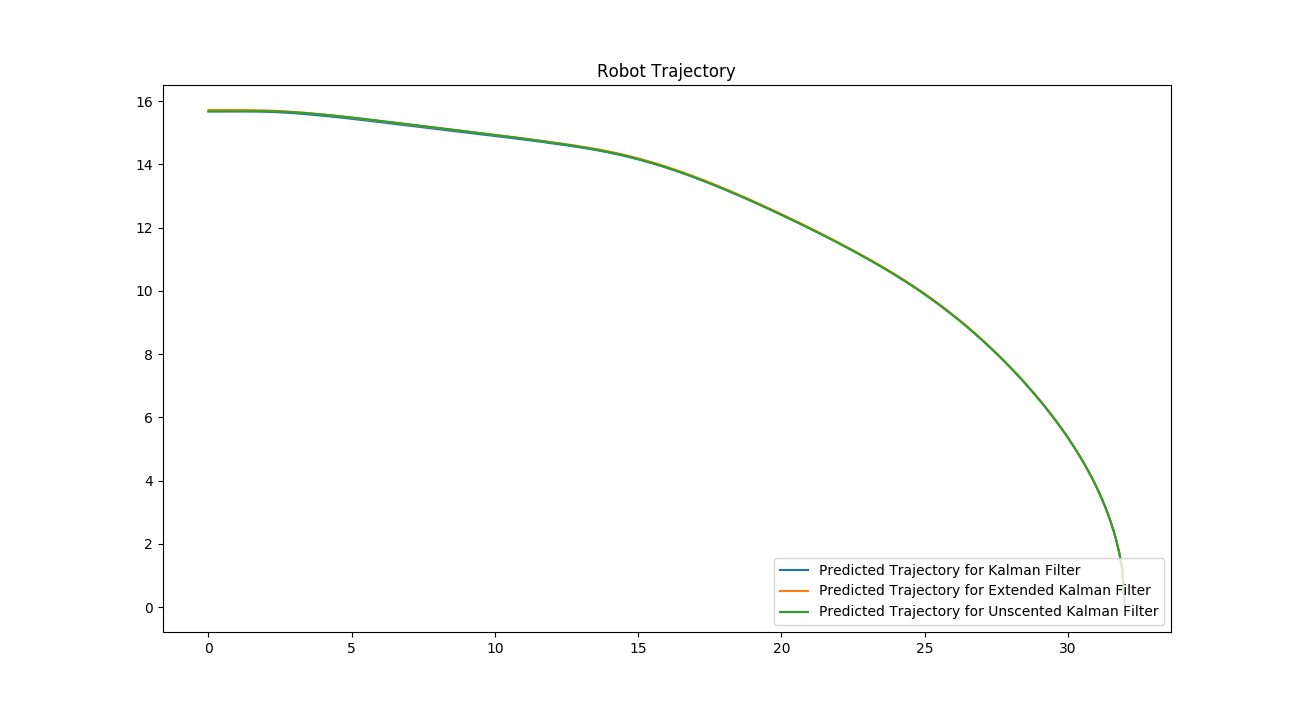 Robot Trajectory
16
14
12
10
8
6
4
2
0
Predicted Trajectory for Kalman Filter
Predicted Trajectory for Extended Kalman Filter
Predicted Trajectory for Unscented Kalman Filter
0 5 10 15 20 25 30